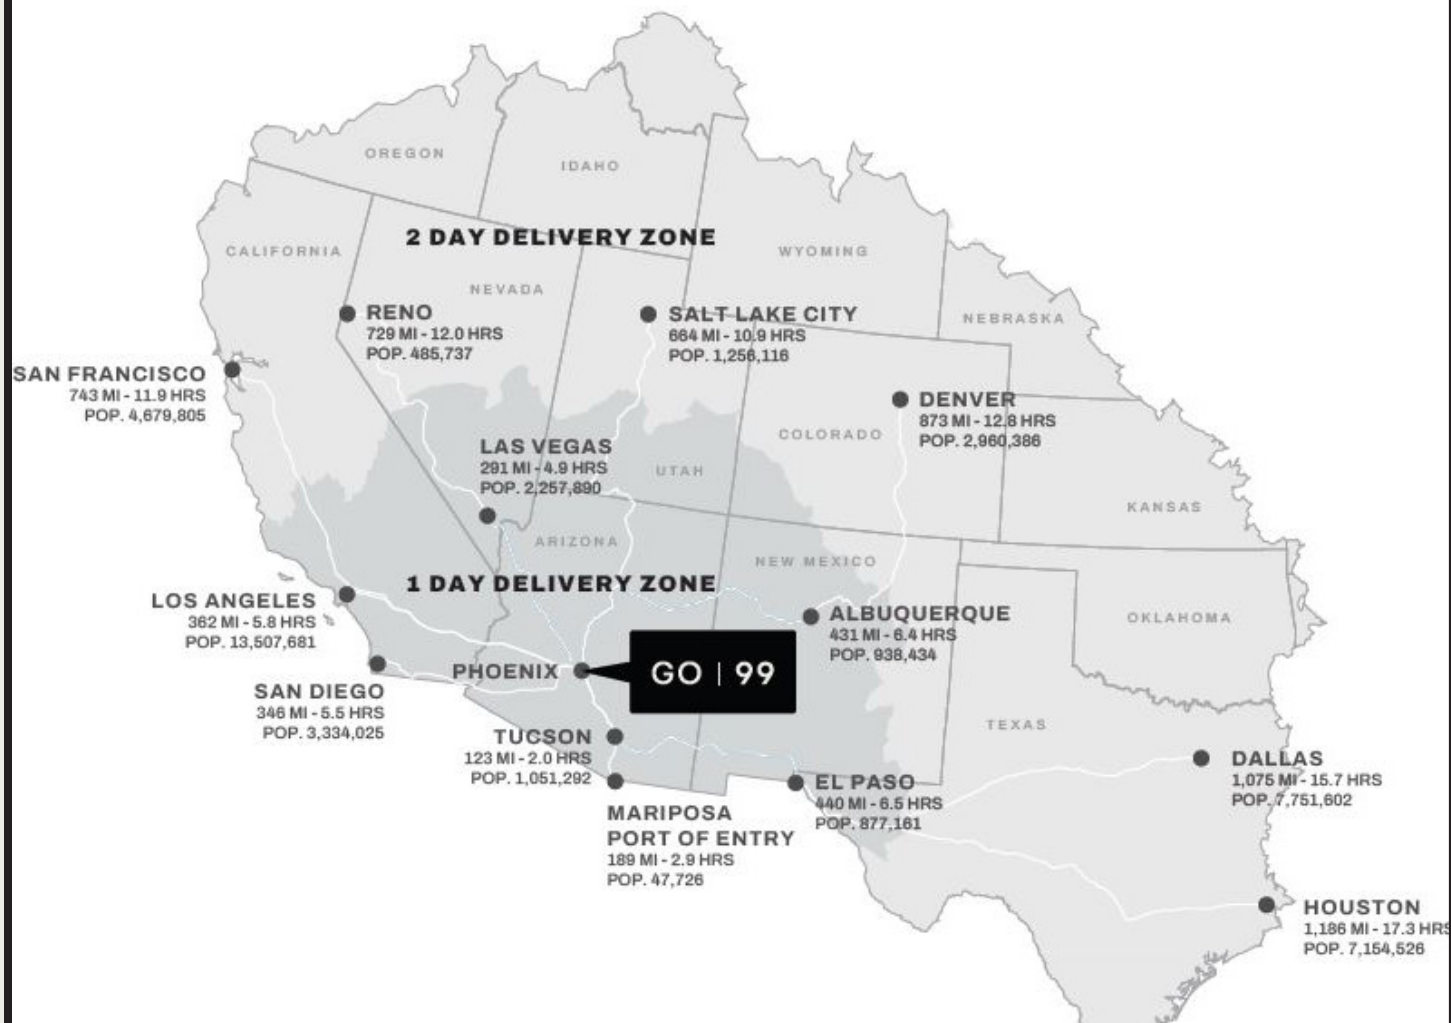 OREGON
IDAHO
2 DAY DELIVERY ZONE
CALIFORNIA
WYOMING
NEVADA
RENO
729 MI - 12.0 HRS
POP. 485,737
SALT LAKE CITY
664 MI - 10.9 HRS
POP. 1,256,116
NEBRASKA
SAN FRANCISCO
743 MI - 11.9 HRS
POP. 4,679,805
DENVER
873 MI - 12.8 HRS
POP. 2,960,386
COLORADO
LAS VEGAS
291 MI - 4.9 HRS
POP. 2,257,890
UTAH
KANSAS
ARIZONA
NEW MEXICO
1 DAY DELIVERY ZONE
LOS ANGELES
362 MI - 5.8 HRS
POP. 13,507,681
ALBUQUERQUE
431 MI - 6.4 HRS
POP. 938,434
OKLAHOMA
PHOENIX
GO | 99
SAN DIEGO
346 MI - 5.5 HRS
POP. 3,334,025
TEXAS
TUCSON
123 MI - 2.0 HRS
POP. 1,051,292
EL PASO
440 MI - 6.5 HRS
POP. 877,161
DALLAS
1,075 MI - 15.7 HRS
POP. 7,751,602
MARIPOSA
PORT OF ENTRY
189 MI - 2.9 HRS
POP. 47,726
HOUSTON
1,186 MI - 17.3 HRS
POP. 7,154,526